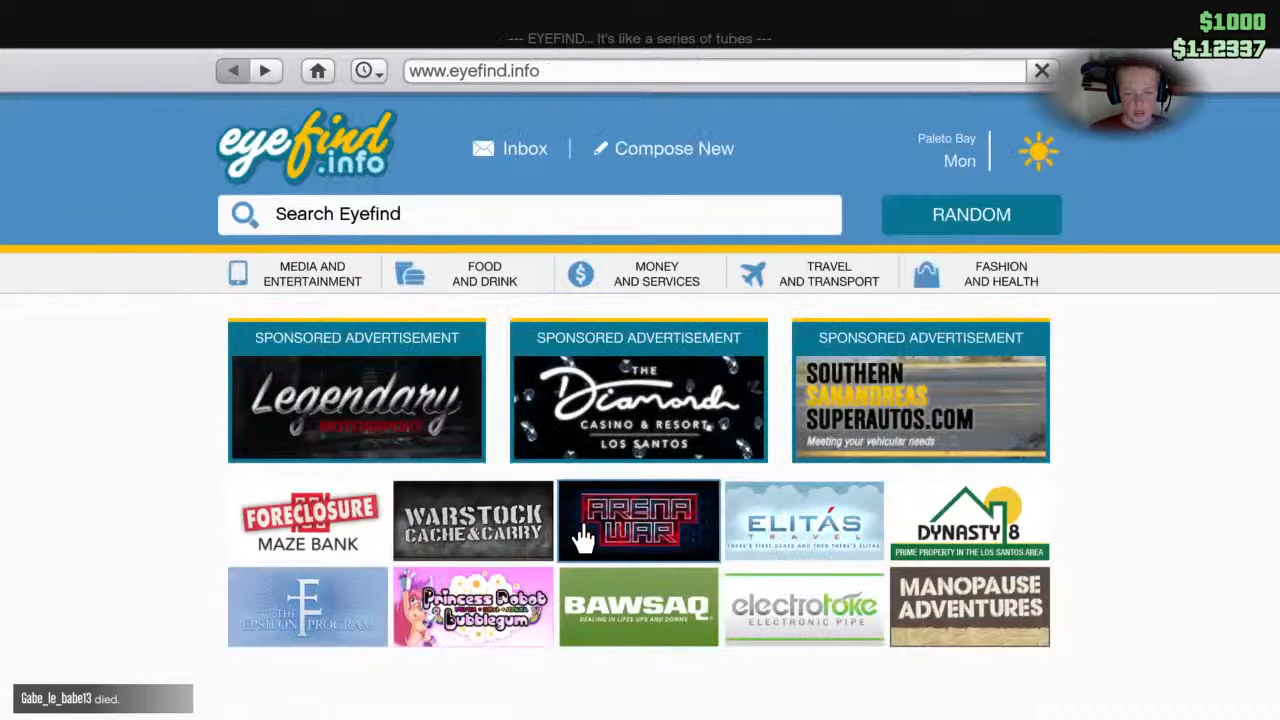 $1000
--- EYEFIND... It's like a series of tubes ---
$112337
www.eyefind.info
eyefind
.info
Inbox
Compose New
Paleto Bay
Mon
Search Eyefind
RANDOM
MEDIA AND
ENTERTAINMENT
FOOD
AND DRINK
MONEY
AND SERVICES
TRAVEL
AND TRANSPORT
FASHION
AND HEALTH
SPONSORED ADVERTISEMENT
Legendary
MOTORSPORT
SPONSORED ADVERTISEMENT
THE
Diamond
CASINO & RESORT
LOS SANTOS
SPONSORED ADVERTISEMENT
SOUTHERN
SANANDREAS
SUPERAUTOS.COM
Meeting your vehicular needs
FORECLOSURE
MAZE BANK
WARSTOCK
CACHE&CARRY
ARENA
WAR
ELITÁS
TRAVEL
THERE'S FIRST CLASS AND THEN THERE'S ELITAS
DYNASTY 8
PRIME PROPERTY IN THE LOS SANTOS AREA
THE
F
EPSILON PROGRAM
Princess Robot
Bubblegum
BAWSAQ
DEALING IN LIFES UPS AND DOWNS
electrotoke
ELECTRONIC PIPE
MANOPAUSE
ADVENTURES
Gabe_le_babe13 died.